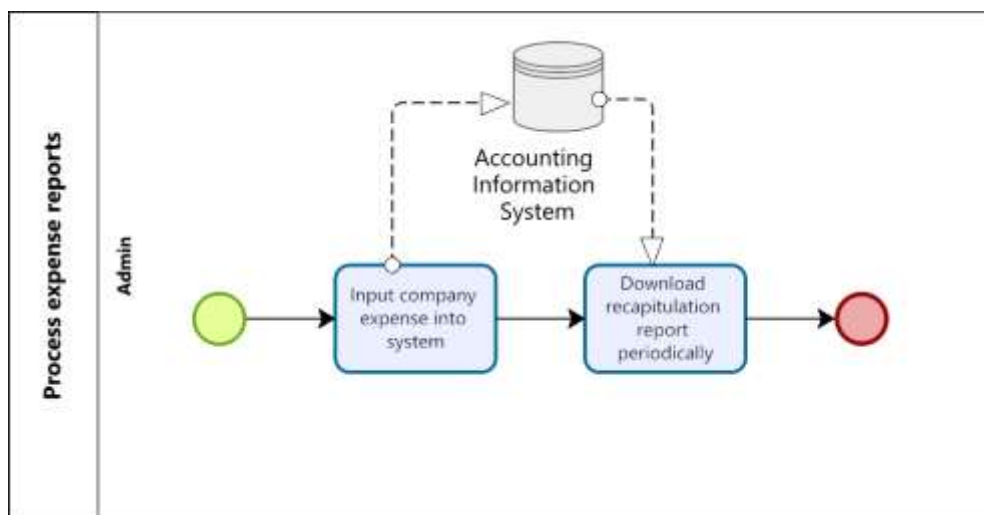 Process expense reports
Admin
Accounting
Information
System
Input company
expense into
system
Download
recapitulation
report
periodically